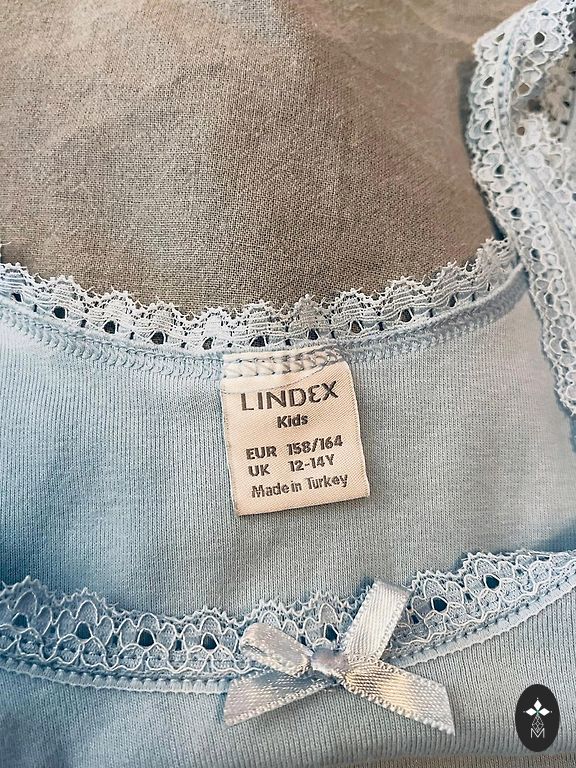 LINDEX
Kids
EUR 158/164
UK 12-14Y
Made in Turkey
M